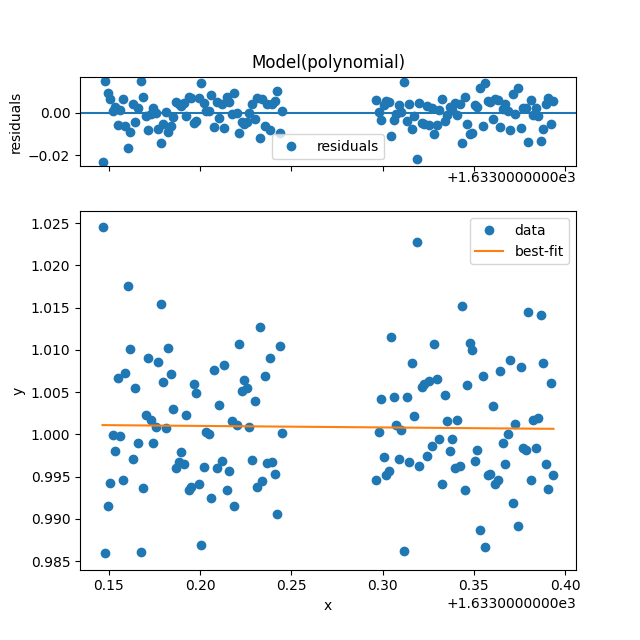 Model(polynomial)
residuals
0.00
−0.02
residuals
+1.6330000000e3
y
1.025
1.020
1.015
1.010
1.005
1.000
0.995
0.990
0.985
data
best-fit
0.15 0.20 0.25 0.30 0.35 0.40
x
+1.6330000000e3